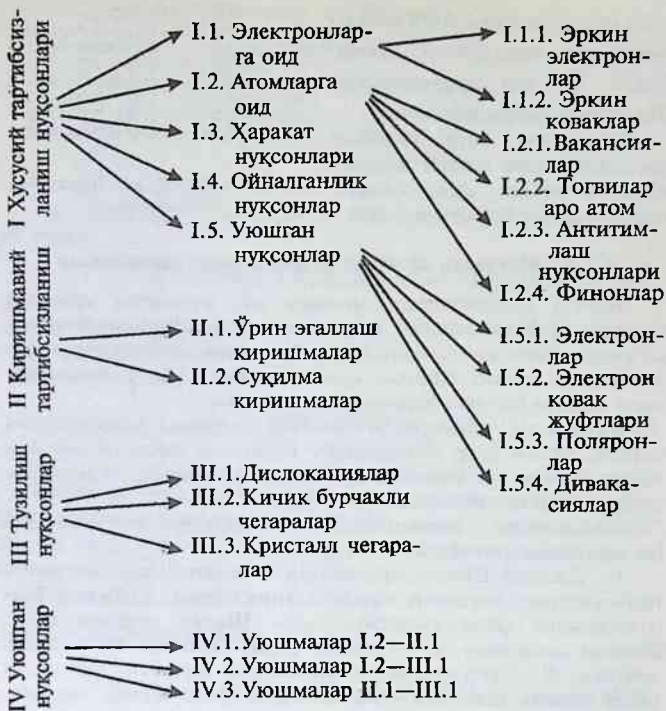 I Хусусий тартибсиз-
ланиш нуқсонлари
I.1. Электронлар-
га оид
I.2. Атомларга
оид
I.3. Ҳаракат
нуқсонлари
I.4. Ойналганлик
нуқсонлар
I.5. Уюшган
нуқсонлар
I.1.1. Эркин
электрон-
лар
I.1.2. Эркин
коваклар
I.2.1. Вакансия-
лар
I.2.2. Тогвилар
аро атом
I.2.3. Антитим-
лаш
нуқсонлари
I.2.4. Финонлар
I.5.1. Электрон-
лар
I.5.2. Электрон
ковак
жуфтлари
I.5.3. Полярон-
лар
I.5.4. Дивака-
сиялар
II Киришмавий
тартибсизланиш
II.1. Ўрин эгаллаш
киришмалар
II.2. Суқилма
киришмалар
III Тузилиш
нуқсонлар
III.1. Дислокациялар
III.2. Кичик бурчакли
чегаралар
III.3. Кристалл чегара-
лар
IV Уюшган
нуқсонлар
IV.1. Уюшмалар I.2—II.1
IV.2. Уюшмалар I.2—III.1
IV.3. Уюшмалар II.1—III.1